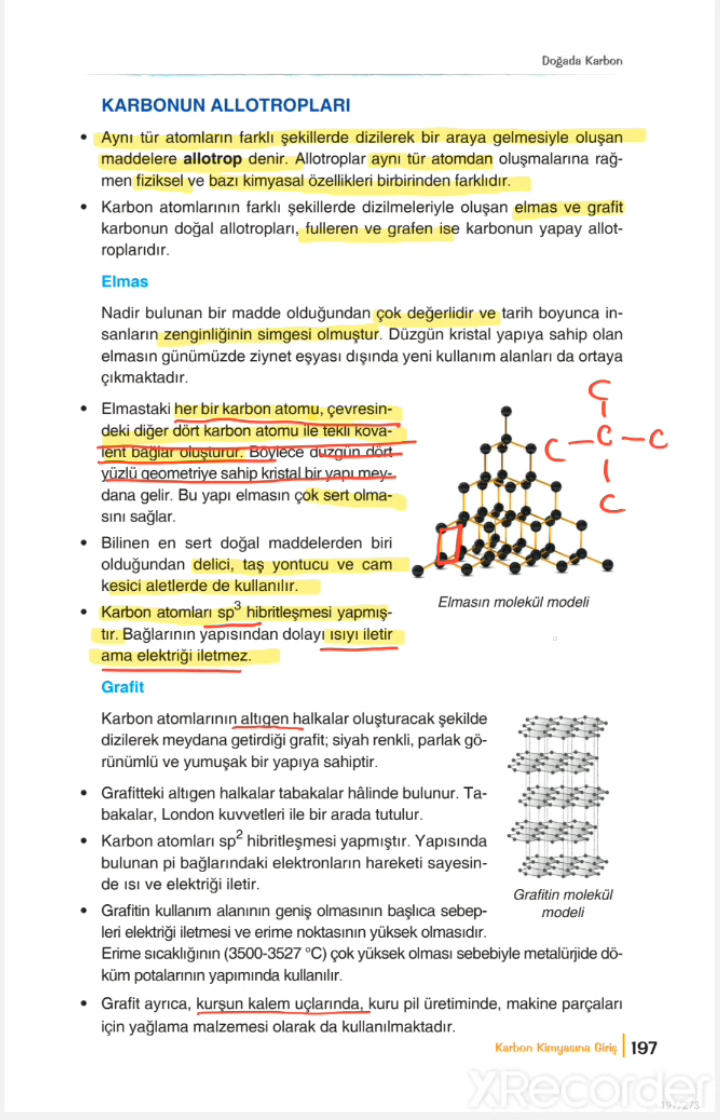 Doğada Karbon
KARBONUN ALLOTROPLARI
• Aynı tür atomların farklı şekillerde dizilerek bir araya gelmesiyle oluşan
maddelere allotrop denir. Allotroplar aynı tür atomdan oluşmalarına rağ-
men fiziksel ve bazı kimyasal özellikleri birbirinden farklıdır.
• Karbon atomlarının farklı şekillerde dizilmeleriyle oluşan elmas ve grafit
karbonun doğal allotropları, fulleren ve grafen ise karbonun yapay allot-
roplarıdır.
Elmas
Nadir bulunan bir madde olduğundan çok değerlidir ve tarih boyunca in-
sanların zenginliğinin simgesi olmuştur. Düzgün kristal yapıya sahip olan
elmasın günümüzde ziynet eşyası dışında yeni kullanım alanları da ortaya
çıkmaktadır.
• Elmastaki her bir karbon atomu, çevresin-
deki diğer dört karbon atomu ile tekli kova-
lent bağlar oluşturur. Böylece düzgün dört
yüzlü geometriye sahip kristal bir yapı mey-
dana gelir. Bu yapı elmasın çok sert olma-
sını sağlar.
• Bilinen en sert doğal maddelerden biri
olduğundan delici, taş yontucu ve cam
kesici aletlerde de kullanılır.
• Karbon atomları sp³ hibritleşmesi yapmış-
tır. Bağlarının yapısından dolayı ısıyı iletir
ama elektriği iletmez.
C
C-C-C
C
Elmasın molekül modeli
Grafit
Karbon atomlarının altıgen halkalar oluşturacak şekilde
dizilerek meydana getirdiği grafit; siyah renkli, parlak gö-
rünümlü ve yumuşak bir yapıya sahiptir.
• Grafitteki altıgen halkalar tabakalar hâlinde bulunur. Ta-
bakalar, London kuvvetleri ile bir arada tutulur.
• Karbon atomları sp² hibritleşmesi yapmıştır. Yapısında
bulunan pi bağlarındaki elektronların hareketi sayesin-
de ısı ve elektriği iletir.
Grafitin molekül
modeli
• Grafitin kullanım alanının geniş olmasının başlıca sebep-
leri elektriği iletmesi ve erime noktasının yüksek olmasıdır.
Erime sıcaklığının (3500-3527 °C) çok yüksek olması sebebiyle metalürjide dö-
küm potalarının yapımında kullanılır.
• Grafit ayrıca, kurşun kalem uçlarında, kuru pil üretiminde, makine parçaları
için yağlama malzemesi olarak da kullanılmaktadır.
Karbon Kimyasına Giriş 197
XRecorder
197/273